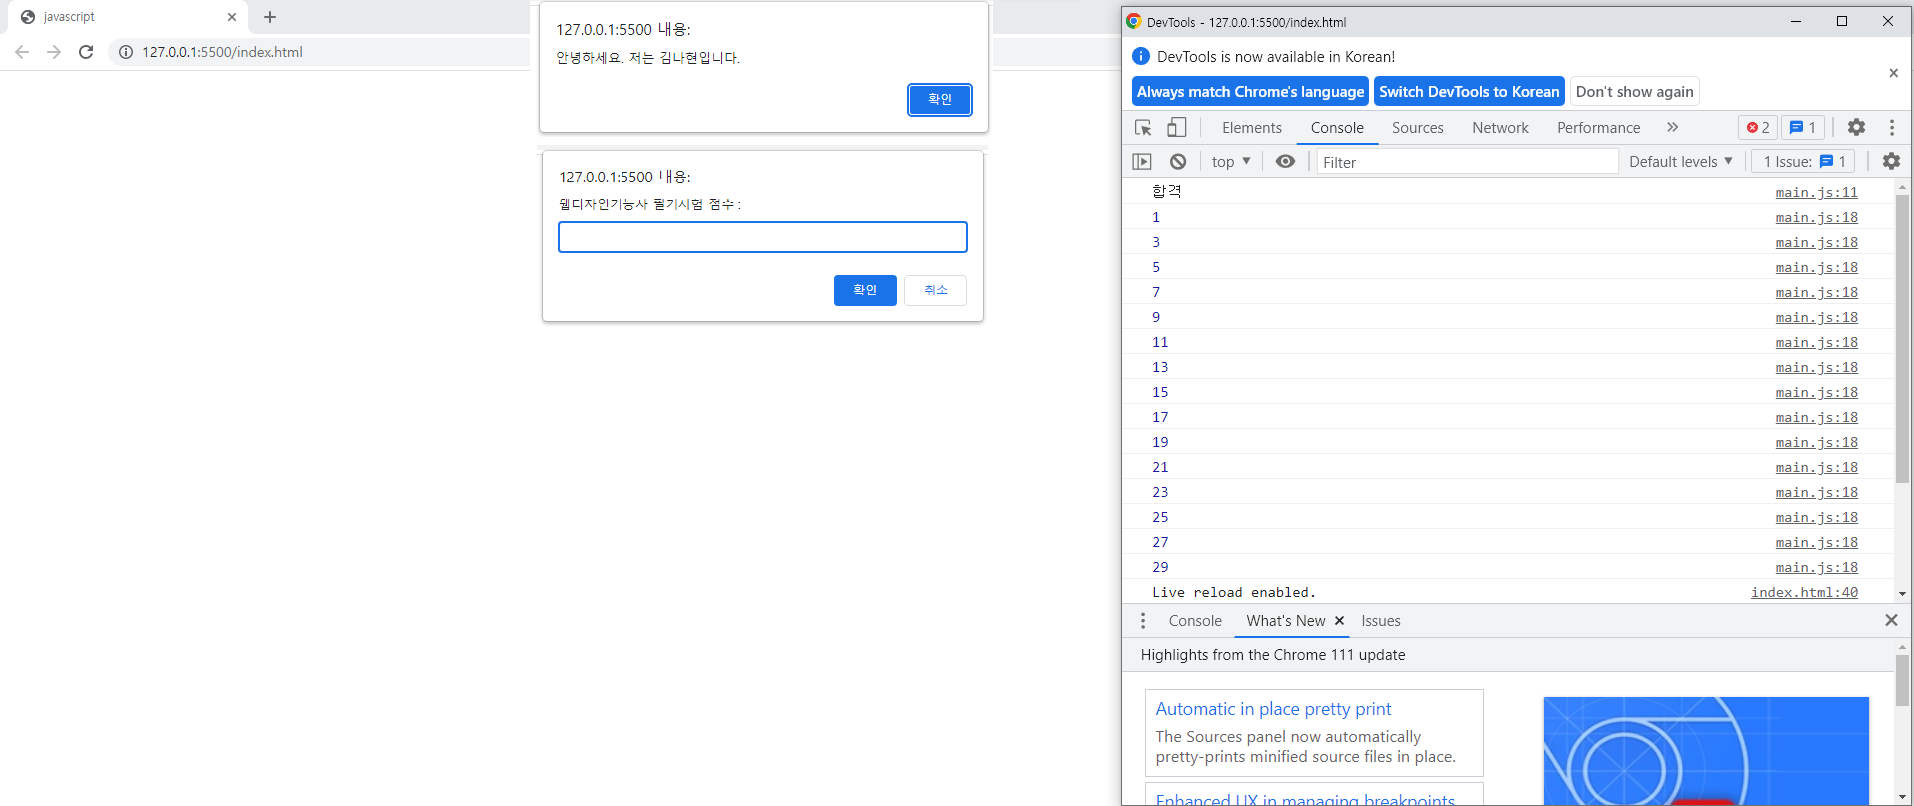 javascript
127.0.0.1:5500/index.html
127.0.0.1:5500 내용:
안녕하세요. 저는 김나현입니다.
확인
127.0.0.1:5500 내용:
웹디자인기능사 필기시험 점수 :
확인 취소
DevTools - 127.0.0.1:5500/index.html
DevTools is now available in Korean!
Always match Chrome's language Switch DevTools to Korean Don't show again
Elements Console Sources Network Performance » 2 1
top Filter Default levels 1 Issue: 1
합격 main.js:11
1 main.js:18
3 main.js:18
5 main.js:18
7 main.js:18
9 main.js:18
11 main.js:18
13 main.js:18
15 main.js:18
17 main.js:18
19 main.js:18
21 main.js:18
23 main.js:18
25 main.js:18
27 main.js:18
29 main.js:18
Live reload enabled. index.html:40
Console What's New Issues
Highlights from the Chrome 111 update
Automatic in place pretty print
The Sources panel now automatically
pretty-prints minified source files in place.
Enhanced UX in managing breakpoints